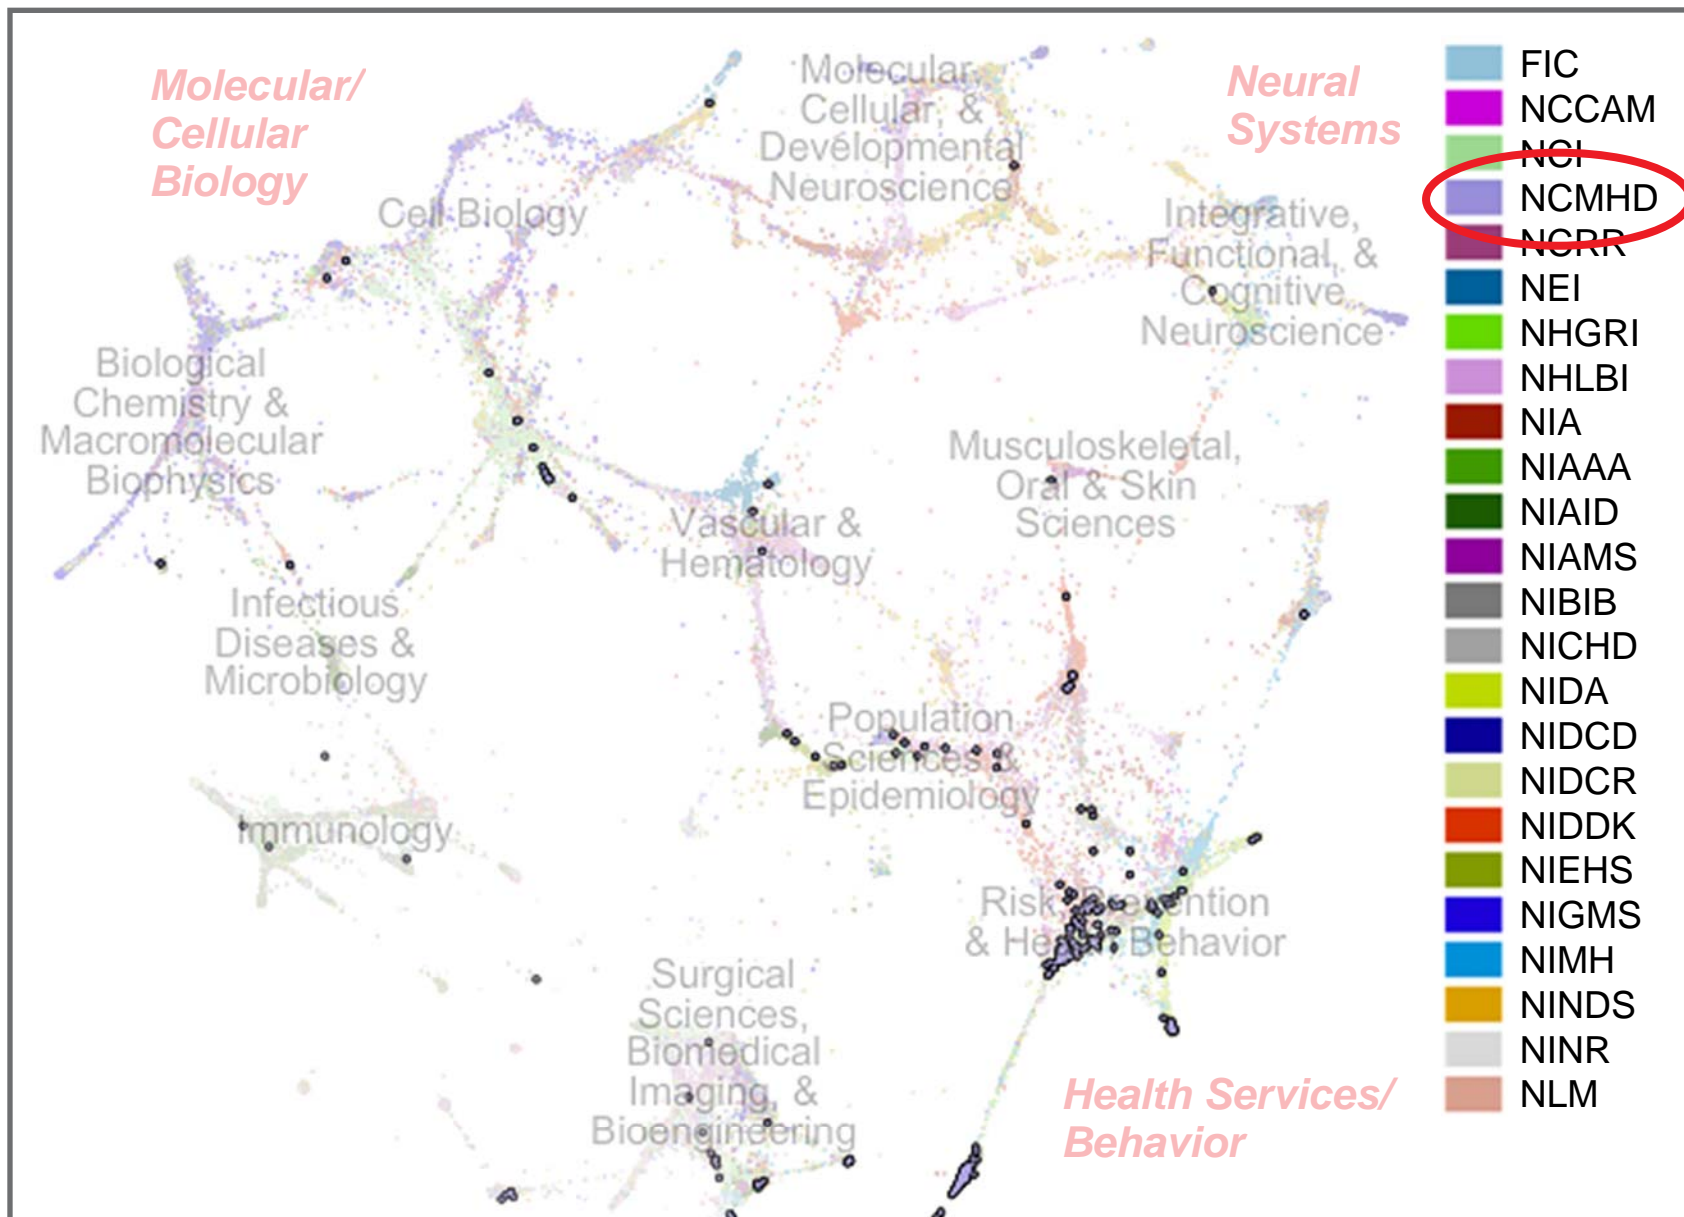 Molecular/
Cellular
Biology
Neural
Systems
Molecular,
Cellular, &
Developmental
Neuroscience
Cell Biology
Integrative,
Functional, &
Cognitive
Neuroscience
Biological
Chemistry &
Macromolecular
Biophysics
Musculoskeletal,
Oral & Skin
Sciences
Vascular &
Hematology
Infectious
Diseases &
Microbiology
Population
Sciences &
Epidemiology
Immunology
Risk, Prevention
& Health Behavior
Surgical
Sciences,
Biomedical
Imaging, &
Bioengineering
Health Services/
Behavior
FIC
NCCAM
NCI
NCMHD
NCRR
NEI
NHGRI
NHLBI
NIA
NIAAA
NIAID
NIAMS
NIBIB
NICHD
NIDA
NIDCD
NIDCR
NIDDK
NIEHS
NIGMS
NIMH
NINDS
NINR
NLM